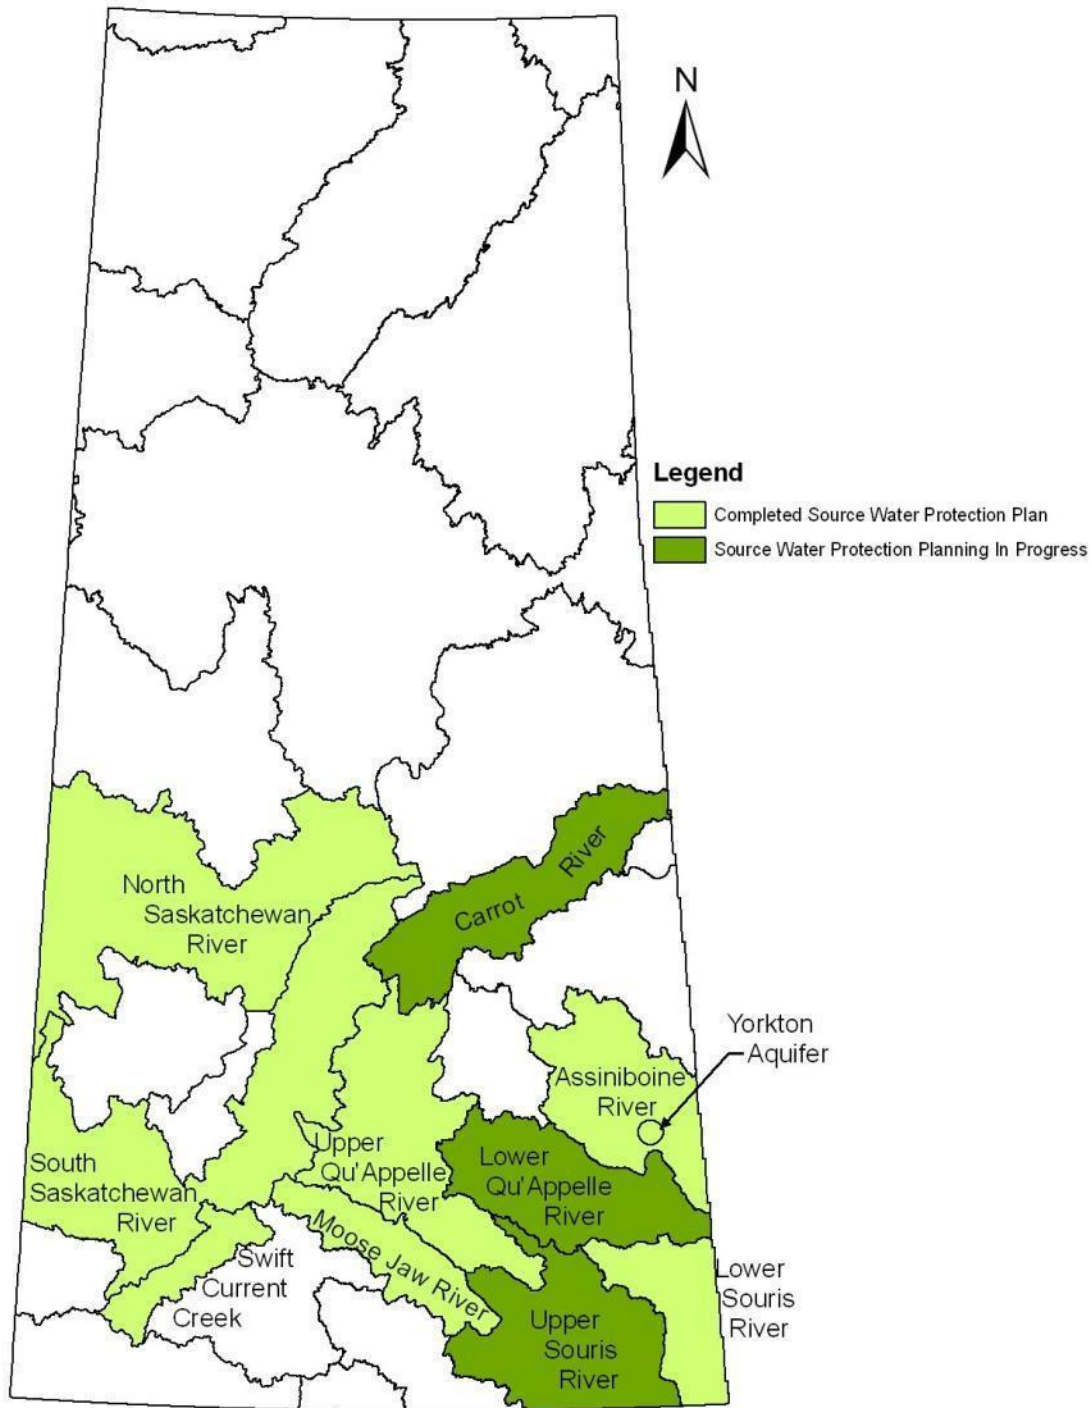 N
Legend
Completed Source Water Protection Plan
Source Water Protection Planning In Progress
North
Saskatchewan
River
Carrot River
Yorkton
Aquifer
Assiniboine
River
South
Saskatchewan
River
Upper
Qu'Appelle
River
Lower
Qu'Appelle
River
Moose Jaw River
Swift
Current
Creek
Upper
Souris
River
Lower
Souris
River